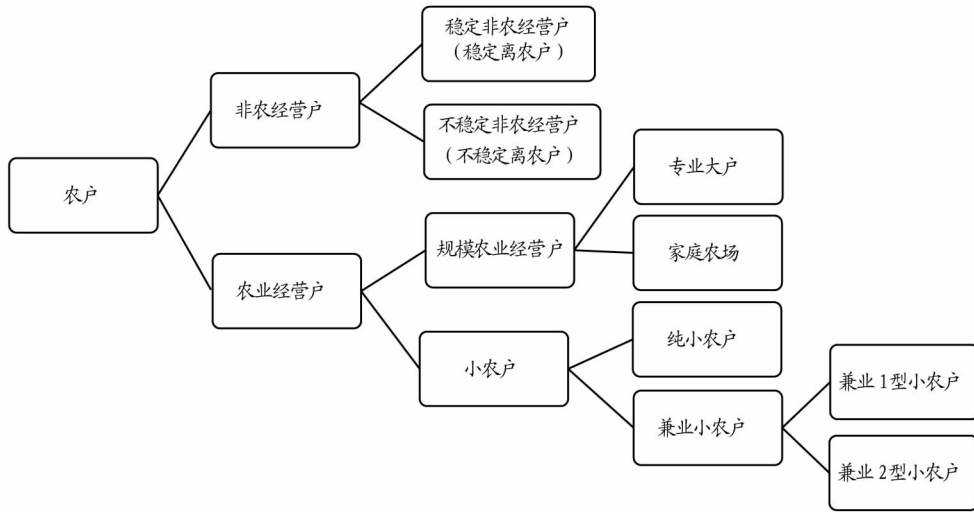 稳定非农经营户
（稳定离农户）
非农经营户
不稳定非农经营户
（不稳定离农户）
专业大户
农户
规模农业经营户
家庭农场
农业经营户
纯小农户
小农户
兼业1型小农户
兼业小农户
兼业2型小农户